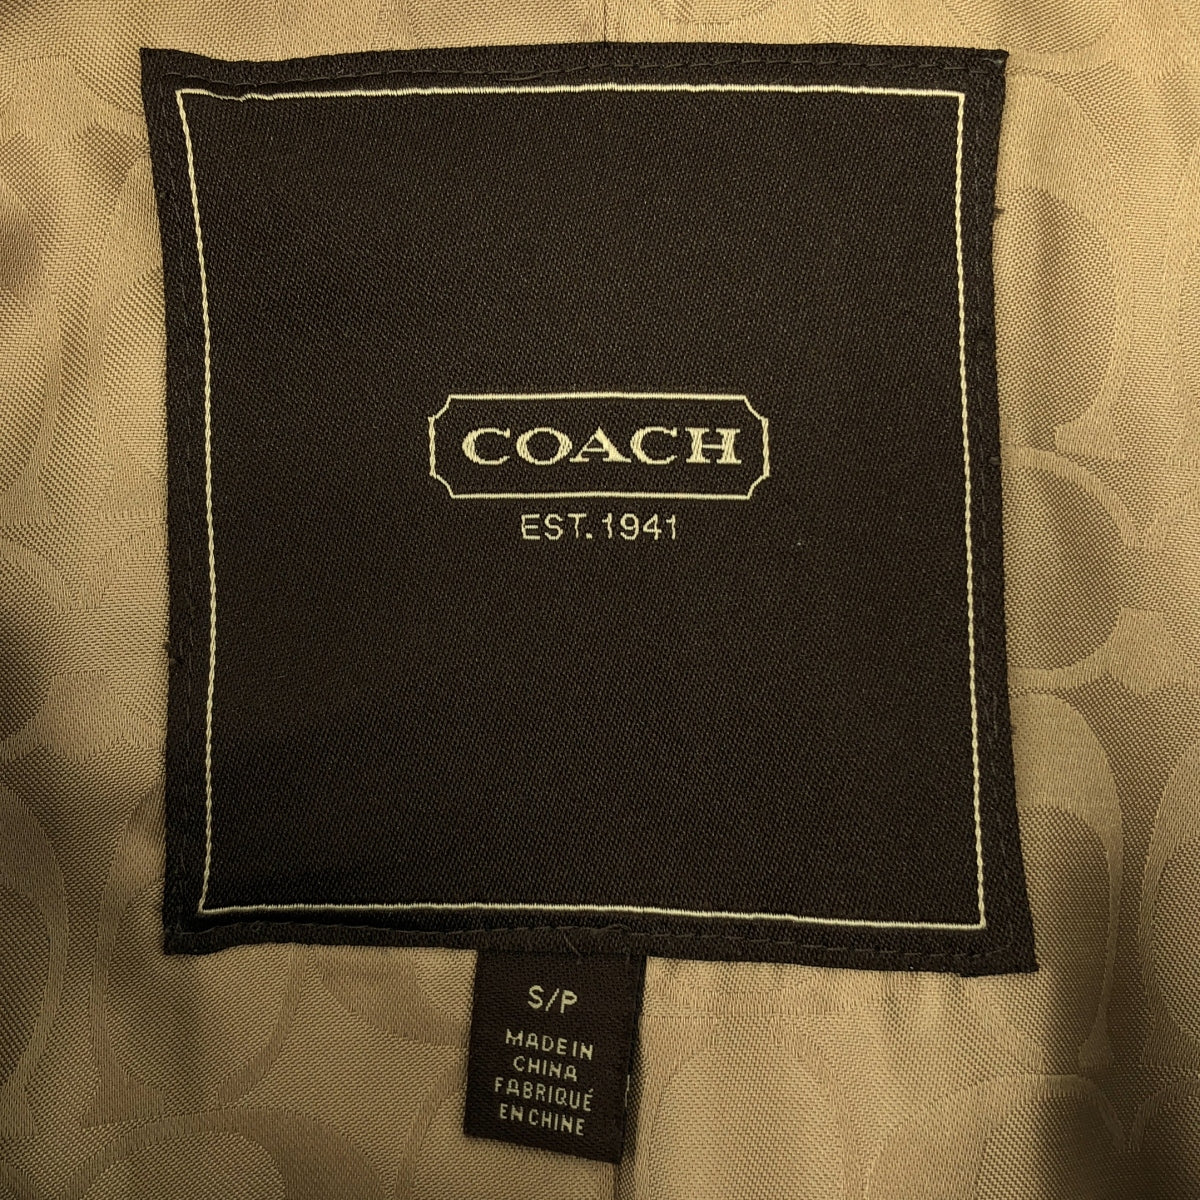 COACH
EST. 1941
S/P
MADE IN
CHINA
FABRIQUÉ
EN CHINE